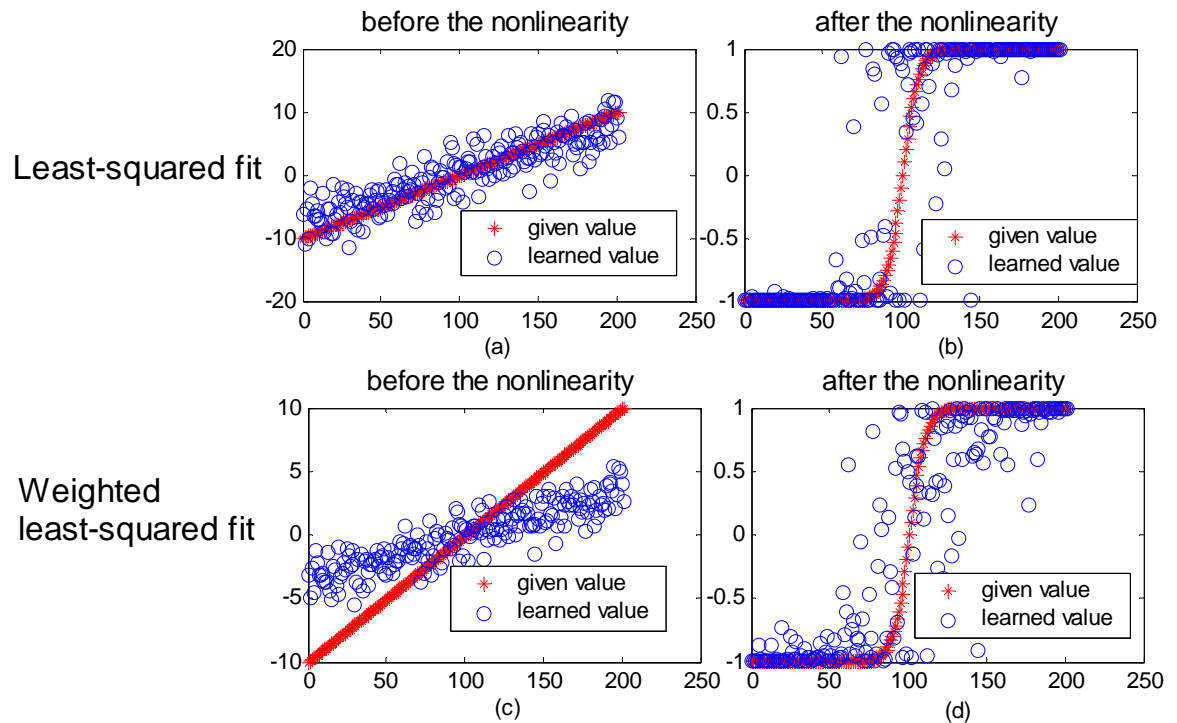 before the nonlinearity
after the nonlinearity
Least-squared fit
20
10
0
-10
-20
given value
learned value
0
50
100
150
200
250
(a)
1
0.5
0
-0.5
-1
given value
learned value
0
50
100
150
200
250
(b)
before the nonlinearity
after the nonlinearity
Weighted
least-squared fit
10
5
0
-5
-10
given value
learned value
0
50
100
150
200
250
(c)
1
0.5
0
-0.5
-1
given value
learned value
0
50
100
150
200
250
(d)